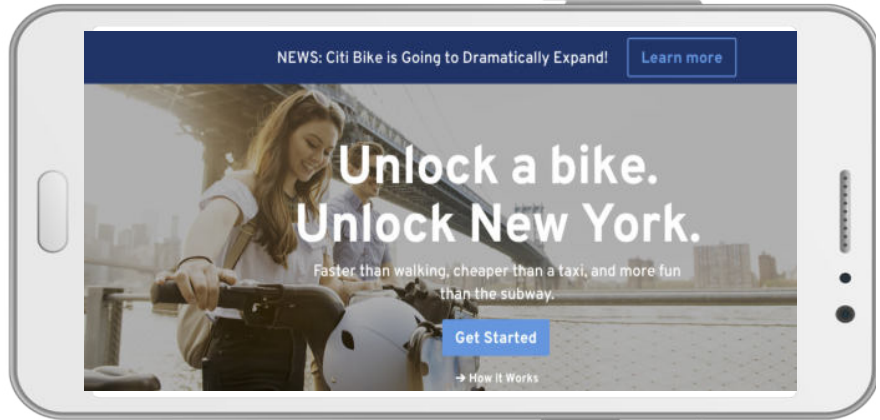 NEWS: Citi Bike is Going to Dramatically Expand!
Learn more
Unlock a bike.
Unlock New York.
Faster than walking, cheaper than a taxi, and more fun
than the subway.
Get Started
→ How it Works